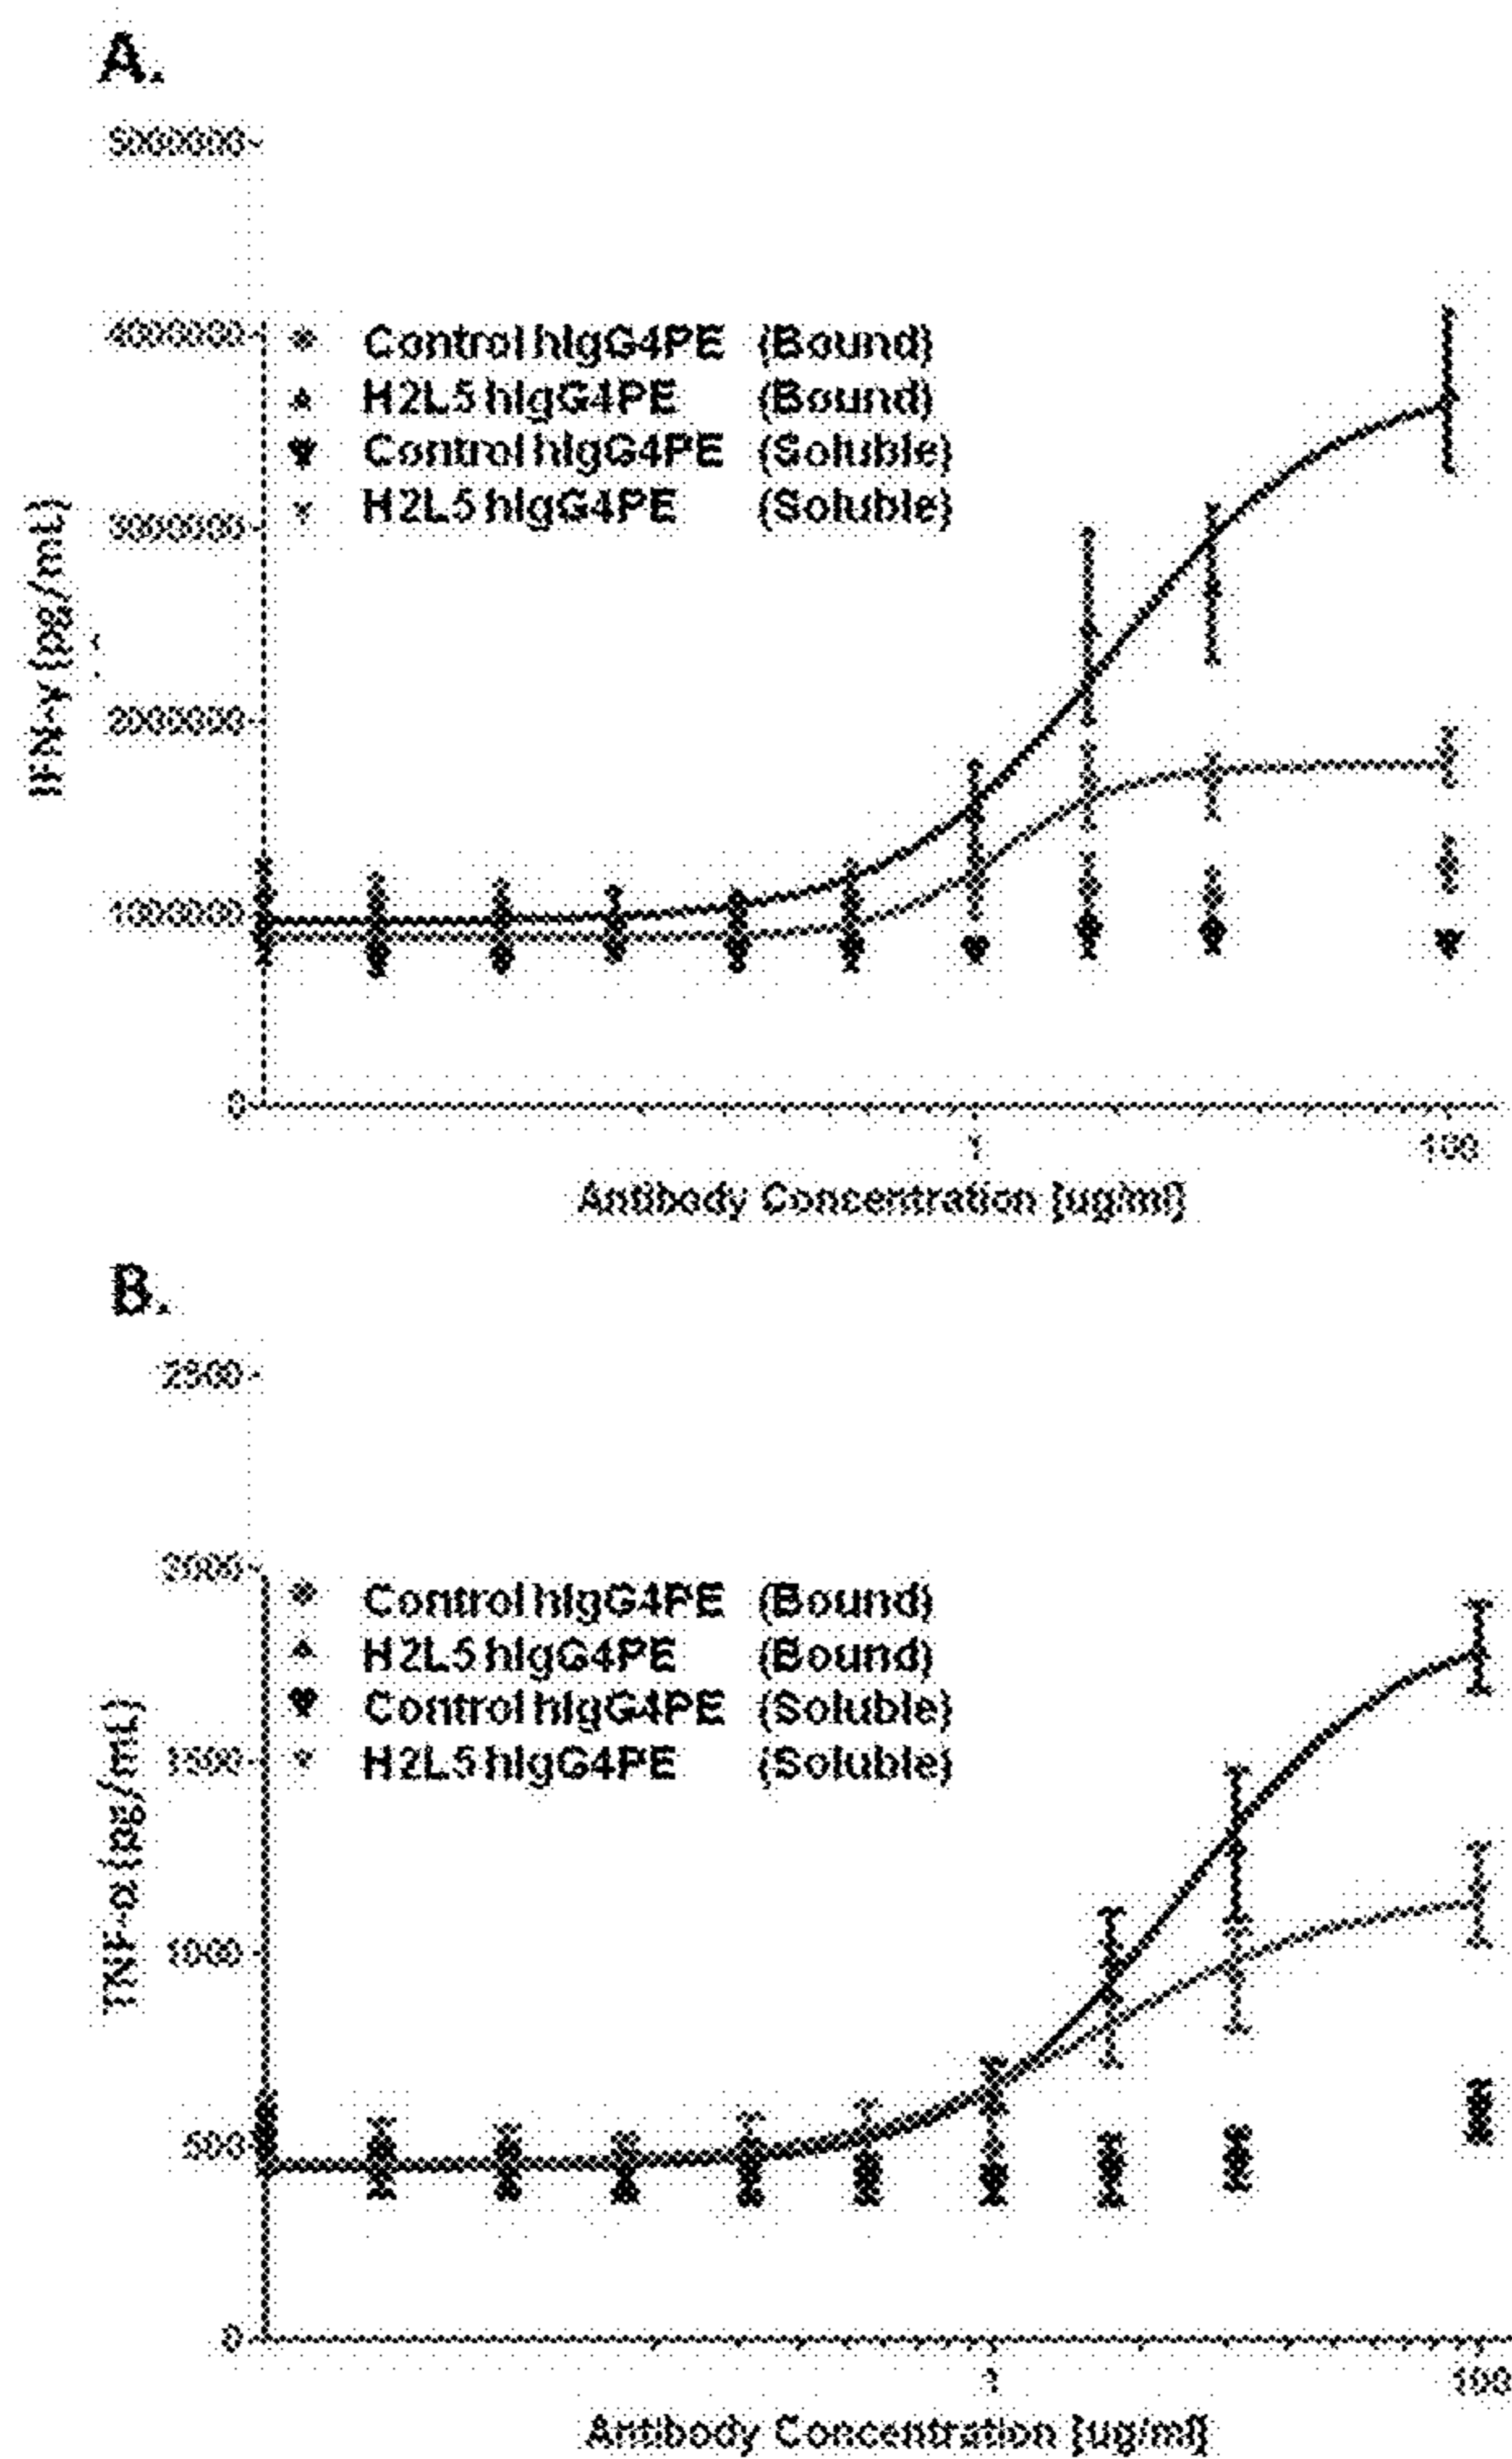 A.
5000000
4000000
Control hIgG4PE (Bound)
H2L5 hIgG4PE (Bound)
Control hIgG4PE (Soluble)
H2L5 hIgG4PE (Soluble)
3000000
IFN-γ [pg/mL]
2000000
1000000
0
1
100
Antibody Concentration [ug/ml]
B.
2500
2000
Control hIgG4PE (Bound)
H2L5 hIgG4PE (Bound)
Control hIgG4PE (Soluble)
H2L5 hIgG4PE (Soluble)
1500
TNF-α [pg/mL]
1000
500
0
1
100
Antibody Concentration [ug/ml]